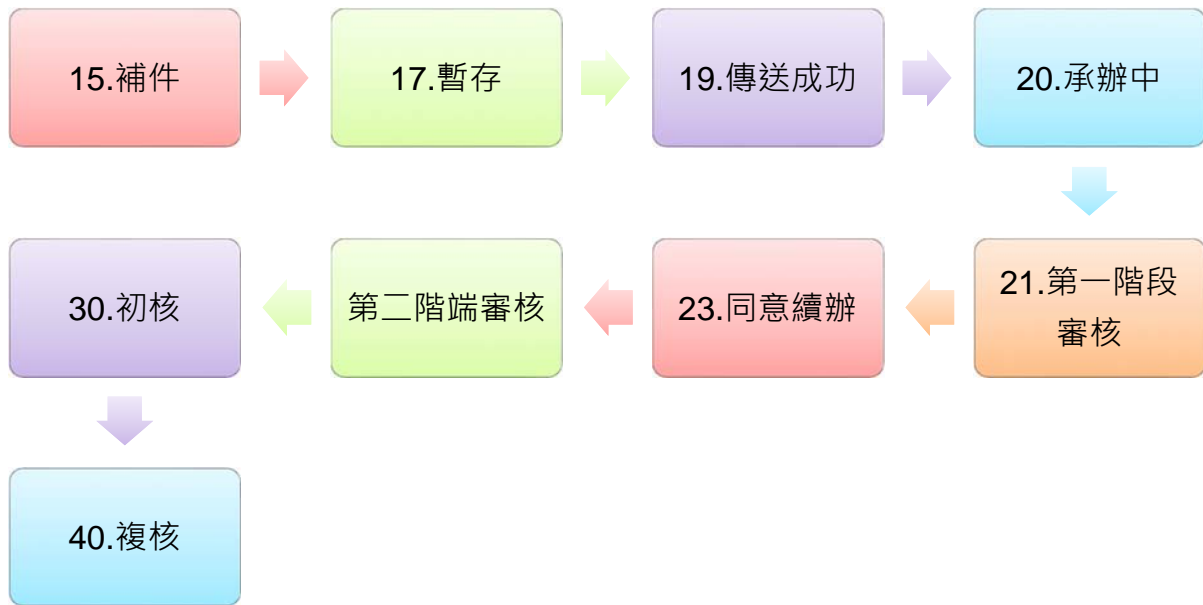 15.補件
17.暫存
19.傳送成功
20.承辦中
21.第一階段
審核
23.同意續辦
第二階端審核
30.初核
40.複核